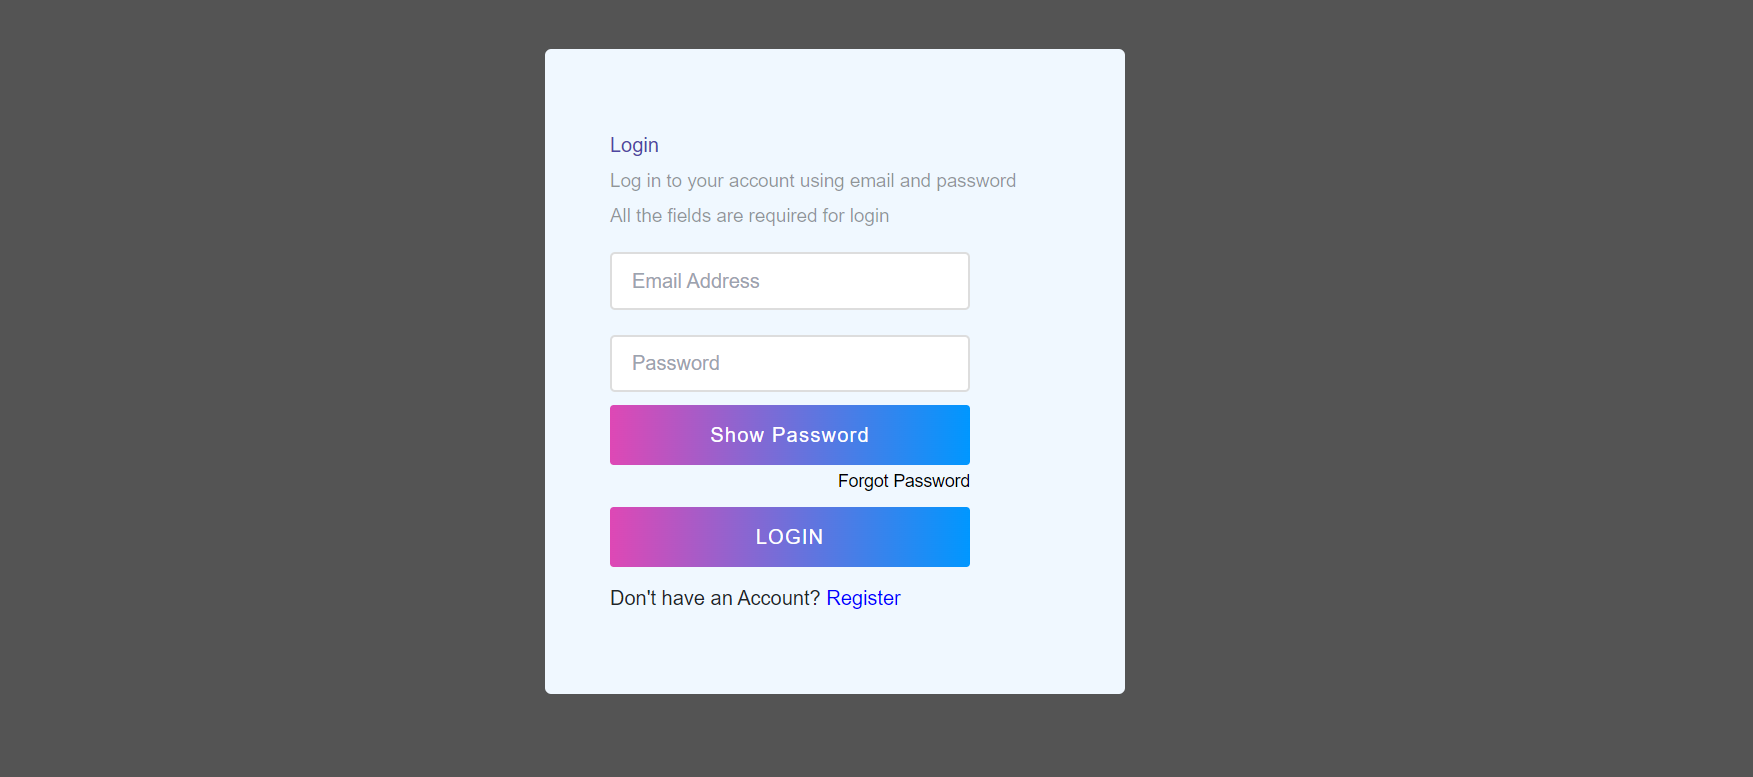 Login
Log in to your account using email and password
All the fields are required for login
Email Address
Password
Show Password
Forgot Password
LOGIN
Don't have an Account? Register